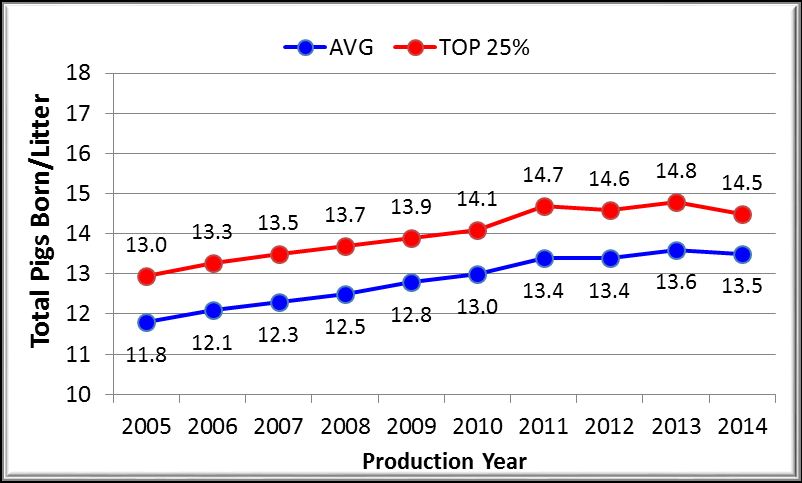 AVG TOP 25%
18
17
16
15
14
13
12
11
10
Total Pigs Born/Litter
13.0 13.3 13.5 13.7 13.9 14.1 14.7 14.6 14.8 14.5
11.8 12.1 12.3 12.5 12.8 13.0 13.4 13.4 13.6 13.5
2005 2006 2007 2008 2009 2010 2011 2012 2013 2014
Production Year